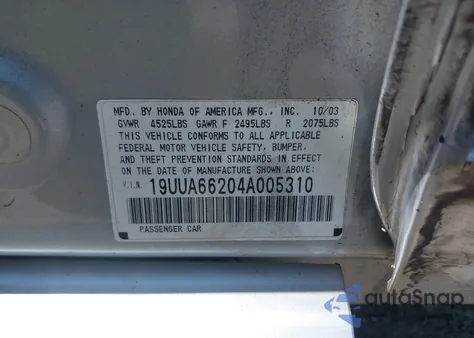 MFD. BY HONDA OF AMERICA MFG., INC. 10/03
GVWR 4525LBS GAWR F 2495LBS R 2075LBS
THIS VEHICLE CONFORMS TO ALL APPLICABLE
FEDERAL MOTOR VEHICLE SAFETY, BUMPER,
AND THEFT PREVENTION STANDARDS IN EFFECT
ON THE DATE OF MANUFACTURE SHOWN ABOVE:
V.I.N. 19UUA66204A005310
PASSENGER CAR
autoSnap